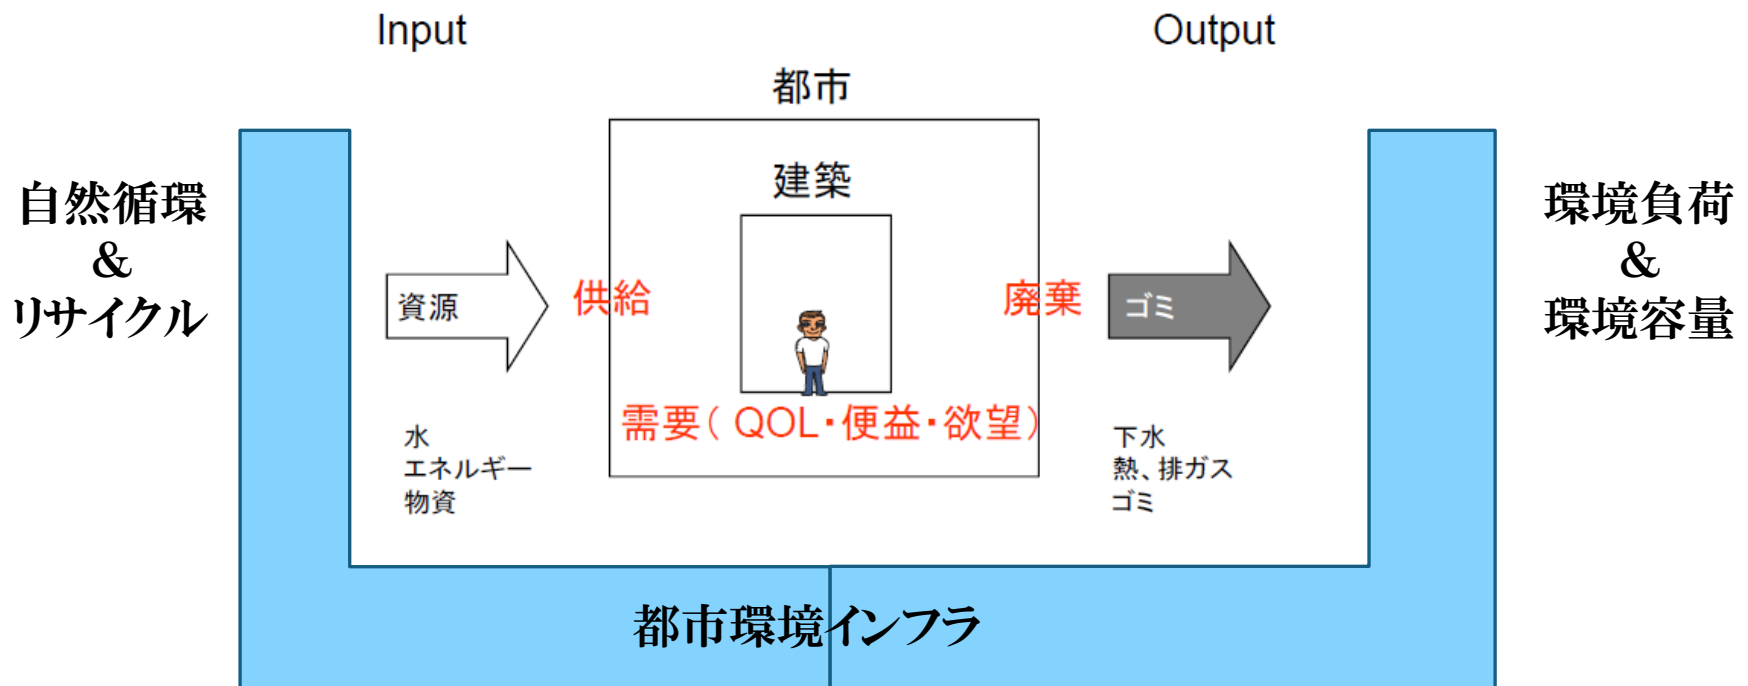 Input
Output
都市
建築
自然循環
&
リサイクル
資源
供給
廃棄
ゴミ
環境負荷
&
環境容量
需要( QOL・便益・欲望)
水
エネルギー
物資
下水
熱、排ガス
ゴミ
都市環境インフラ